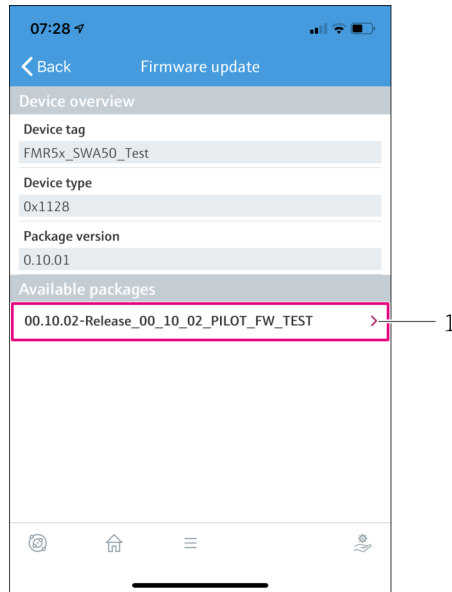 07:28
Back Firmware update
Device overview
Device tag
FMR5x_SWA50_Test
Device type
0x1128
Package version
0.10.01
Available packages
00.10.02-Release_00_10_02_PILOT_FW_TEST
1